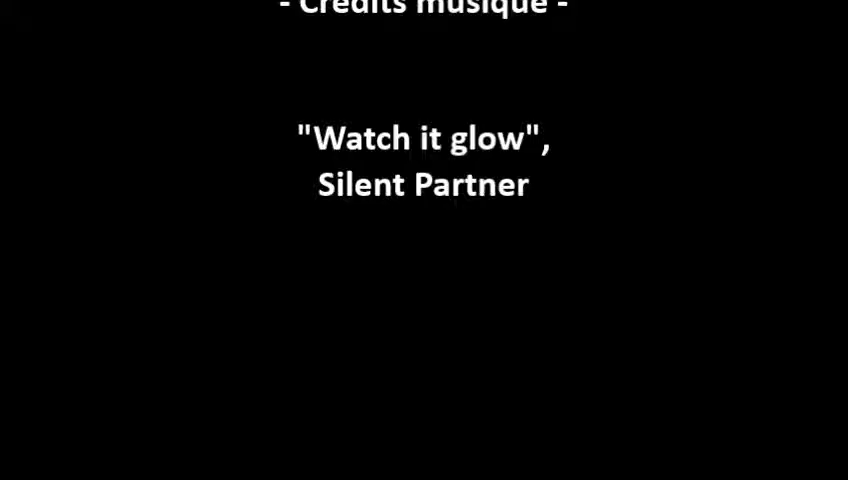 - Crédits musique -
"Watch it glow",
Silent Partner